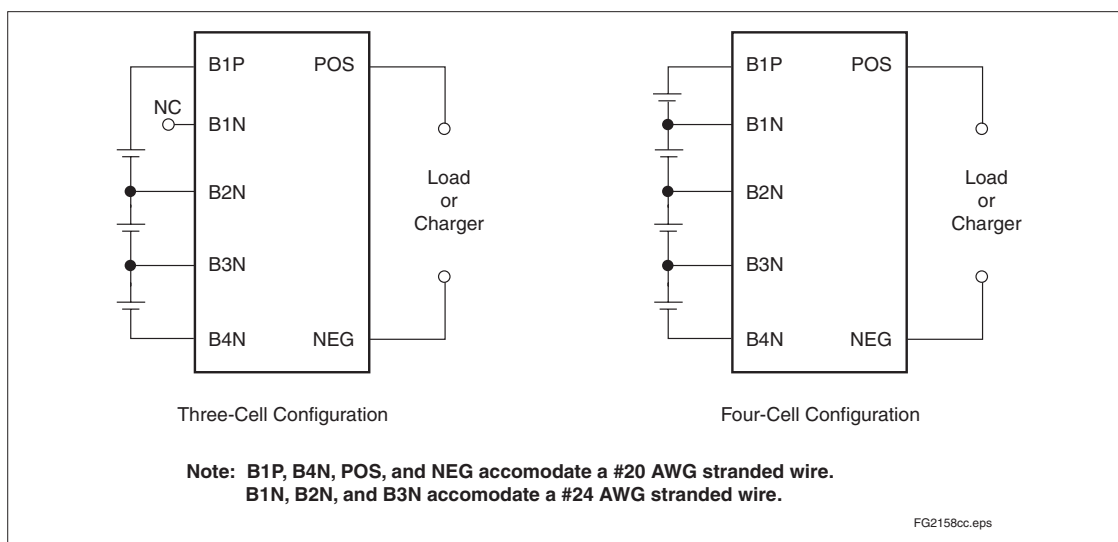 B1P POS
NC
B1N
B2N
B3N
B4N NEG
Load
or
Charger
Three-Cell Configuration
B1P POS
B1N
B2N
B3N
B4N NEG
Load
or
Charger
Four-Cell Configuration
Note: B1P, B4N, POS, and NEG accomodate a #20 AWG stranded wire.
B1N, B2N, and B3N accomodate a #24 AWG stranded wire.
FG2158cc.eps